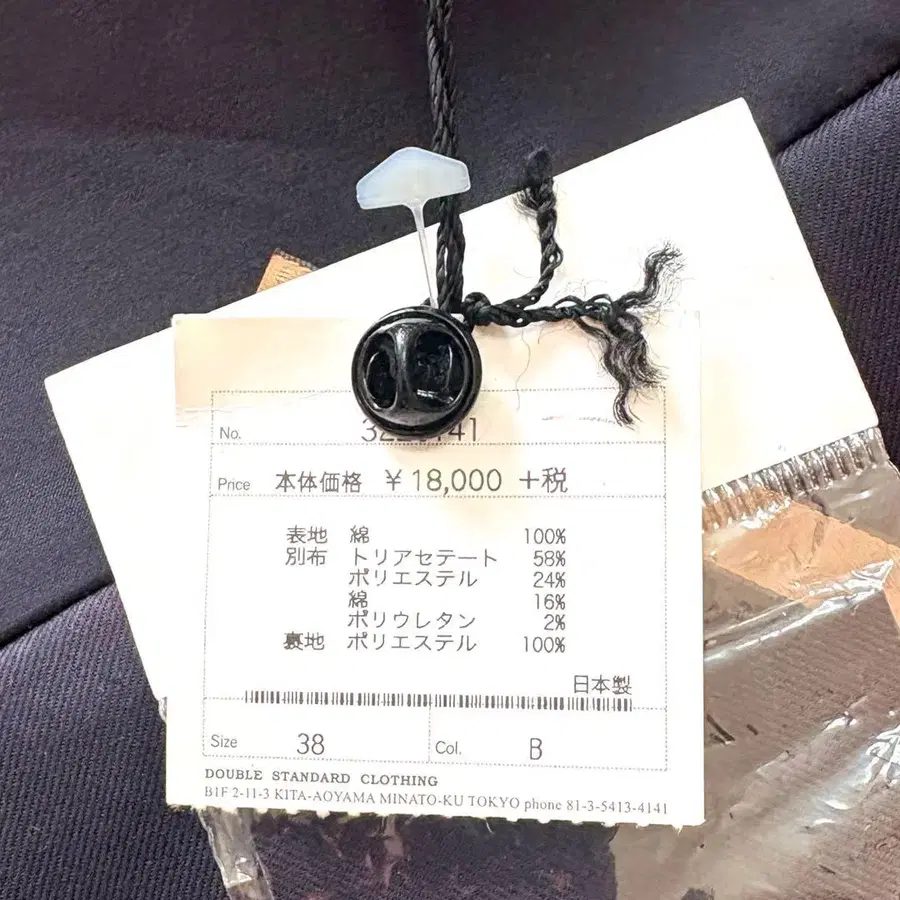 No.
Price 本体価格 ¥18,000 +税
表地 綿 100%
別布 トリアセテート 58%
ポリエステル 24%
綿 16%
ポリウレタン 2%
裏地 ポリエステル 100%
日本製
Size 38 Col. B
DOUBLE STANDARD CLOTHING
B1F 2-11-3 KITA-AOYAMA MINATO-KU TOKYO phone 81-3-5413-4141